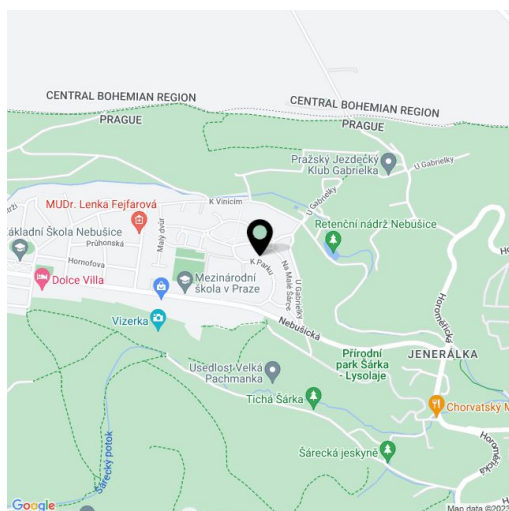 CENTRAL BOHEMIAN REGION
PRAGUE
CENTRAL BOHEMIAN REGION
PRAGUE
U Gabrielky
Pražský Jezdecký
Klub Gabrielka
MUDr. Lenka Fejfarová
K Vinicím
U Gabrielky
Retenční nádrž Nebušice
Základní Škola Nebušice
Průhonská
Malý dvůr
Hornofova
K Parku
Na Malé Šárce
U Gabrielky
Dolce Villa
Mezinárodní
škola v Praze
Vizerka
Nebušická
Horoměřická
Přírodní
park Šárka
- Lysolaje
JENERÁLKA
Usedlost Velká
Pachmanka
Tichá Šárka
Chorvatský M
Šárecká jeskyně
Horoměřická
Šárecký potok
Google
Map data ©2023